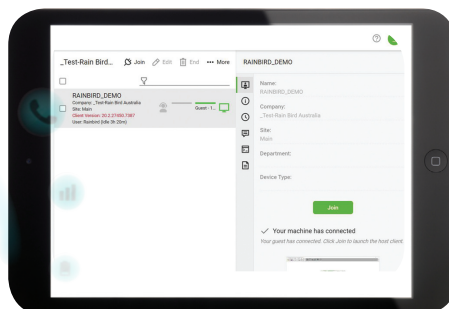 _Test-Rain Bird... Join Edit End ••• More
RAINBIRD_DEMO
RAINBIRD_DEMO
Company: _Test-Rain Bird Australia
Site: Main
Client Version: 20.2.27450.7387
User: Rainbird (Idle 3h 20m)
Guest - 1...
Name:
RAINBIRD_DEMO
Company:
_Test-Rain Bird Australia
Site:
Main
Department:
Device Type:
Join
Your machine has connected
Your guest has connected. Click Join to launch the host client